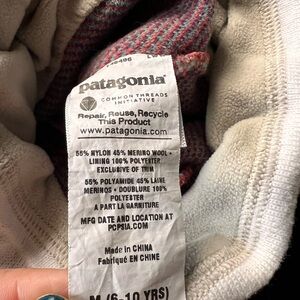 patagonia
COMMON THREADS
INITIATIVE
Repair, Reuse, Recycle
This Product
www.patagonia.com
55% NYLON 45% MERINO WOOL •
LINING 100% POLYESTER
EXCLUSIVE OF TRIM
55% POLYAMIDE 45% LAINE
MERINOS • DOUBLURE 100%
POLYESTER
A PART LA GARNITURE
MFG DATE AND LOCATION AT
PCPSIA.COM
Made in CHINA
Fabriqué EN CHINE
M (6-10 YRS)